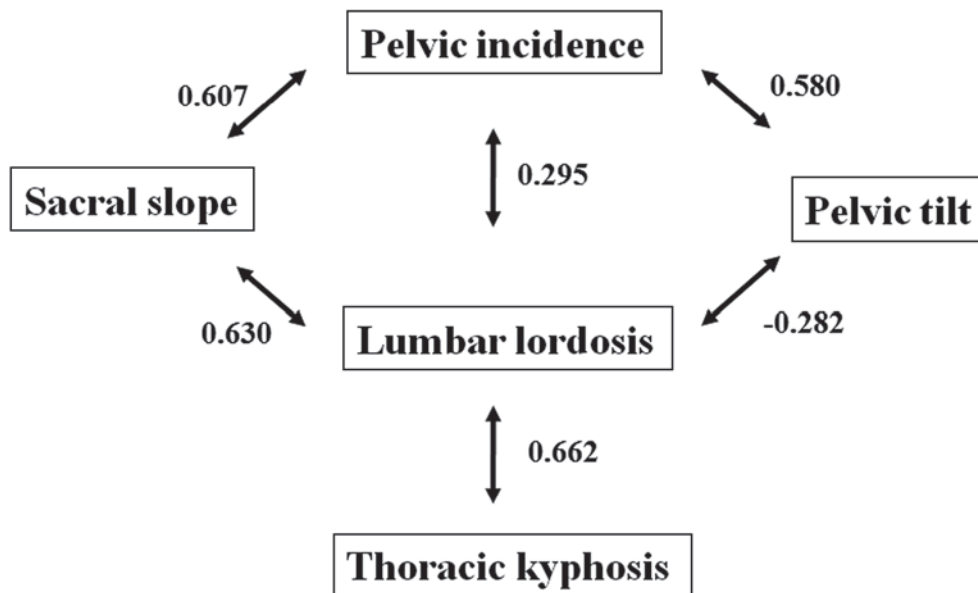 Pelvic incidence
0.607
0.580
0.295
Sacral slope
Pelvic tilt
0.630
Lumbar lordosis
-0.282
0.662
Thoracic kyphosis